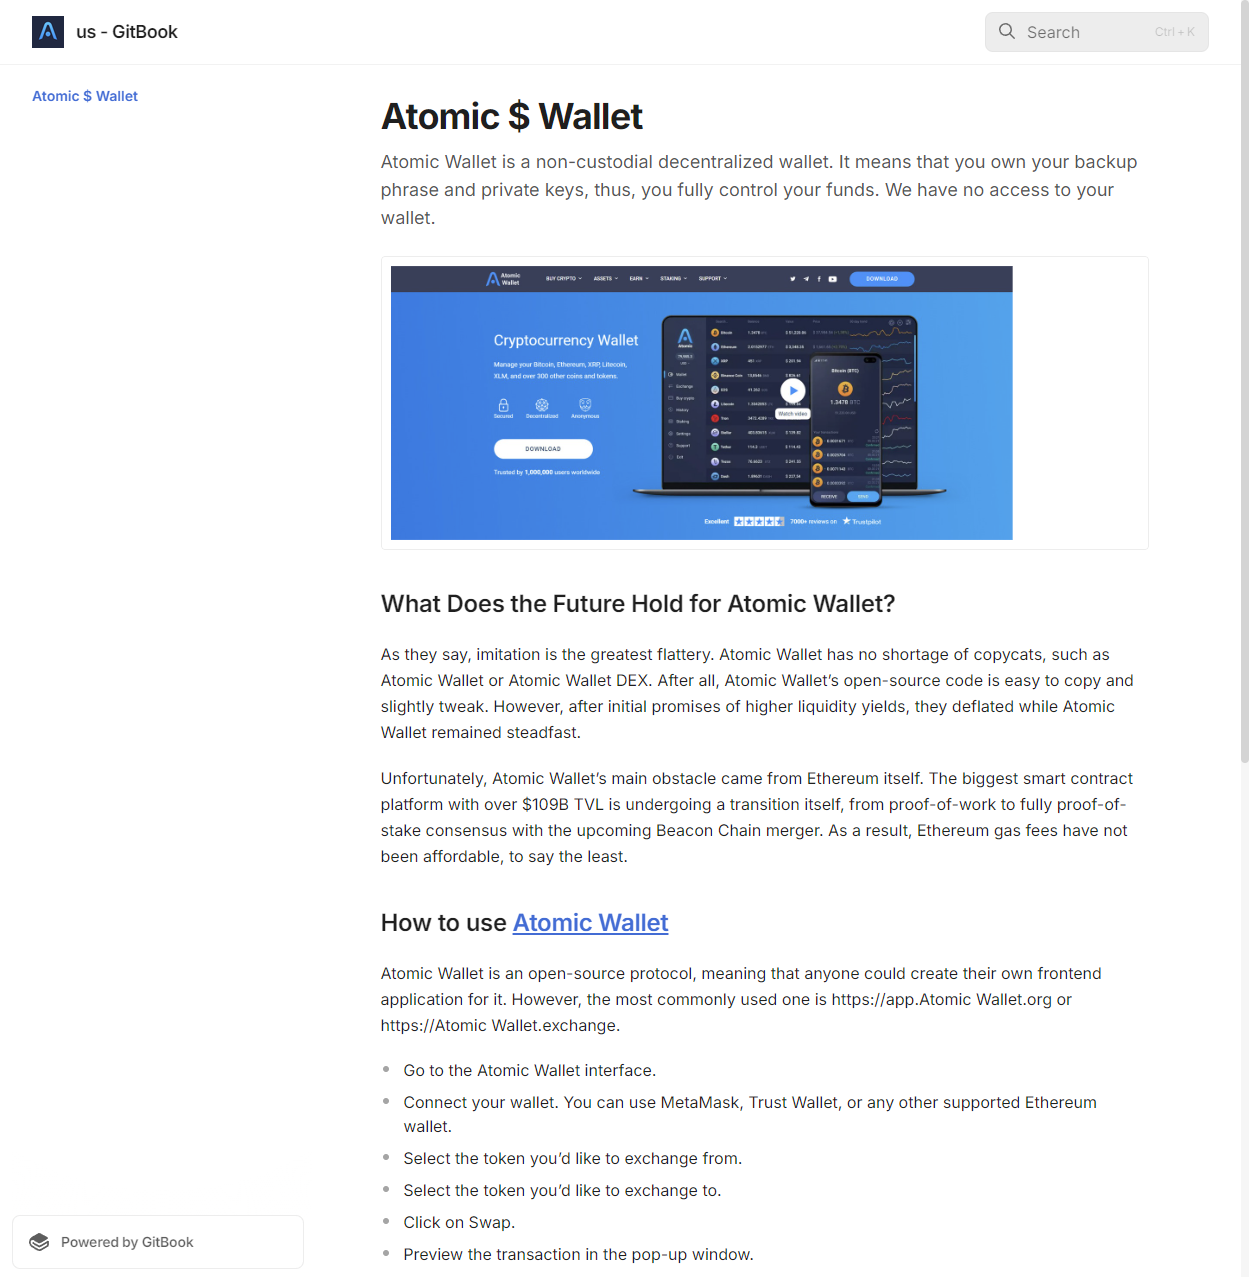 us - GitBook
Search
Ctrl + K
Atomic $ Wallet
Atomic $ Wallet
Atomic Wallet is a non-custodial decentralized wallet. It means that you own your backup
phrase and private keys, thus, you fully control your funds. We have no access to your
wallet.
Atomic
Wallet
BUY CRYPTO
ASSETS
EARN
STAKING
SUPPORT
DOWNLOAD
Cryptocurrency Wallet
Manage your Bitcoin, Ethereum, XRP, Litecoin,
XLM, and over 300 other coins and tokens.
Secured
Decentralized
Anonymous
DOWNLOAD
Trusted by 1,000,000 users worldwide
Watch video
Bitcoin (BTC)
1.3478 BTC
RECEIVE
SEND
Excellent
7000+ reviews on
Trustpilot
What Does the Future Hold for Atomic Wallet?
As they say, imitation is the greatest flattery. Atomic Wallet has no shortage of copycats, such as
Atomic Wallet or Atomic Wallet DEX. After all, Atomic Wallet’s open-source code is easy to copy and
slightly tweak. However, after initial promises of higher liquidity yields, they deflated while Atomic
Wallet remained steadfast.
Unfortunately, Atomic Wallet’s main obstacle came from Ethereum itself. The biggest smart contract
platform with over $109B TVL is undergoing a transition itself, from proof-of-work to fully proof-of-
stake consensus with the upcoming Beacon Chain merger. As a result, Ethereum gas fees have not
been affordable, to say the least.
How to use Atomic Wallet
Atomic Wallet is an open-source protocol, meaning that anyone could create their own frontend
application for it. However, the most commonly used one is https://app.Atomic Wallet.org or
https://Atomic Wallet.exchange.
Go to the Atomic Wallet interface.
Connect your wallet. You can use MetaMask, Trust Wallet, or any other supported Ethereum
wallet.
Select the token you’d like to exchange from.
Select the token you’d like to exchange to.
Click on Swap.
Preview the transaction in the pop-up window.
Powered by GitBook